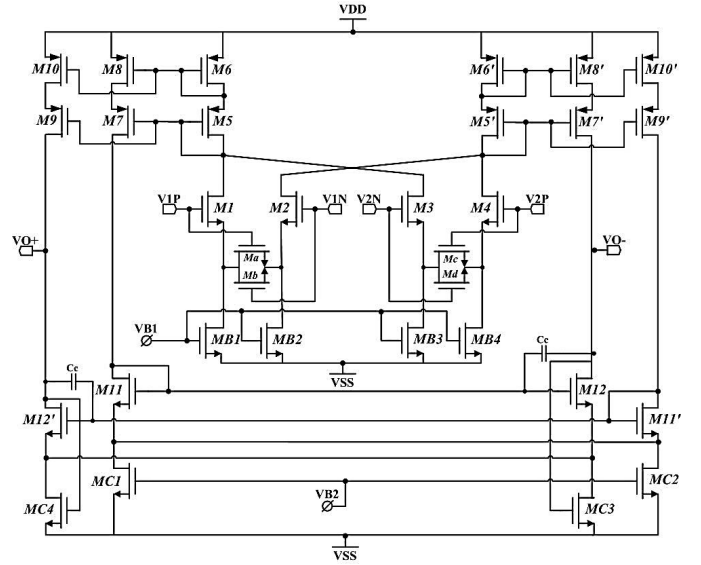 VDD
M10 M8 M6 M6' M8' M10'
M9 M7 M5 M5' M7' M9'
V1P M1 M2 V1N V2N M3 M4 V2P
VO+ Ma Mc VO-
Mb Md
VB1 MB1 MB2 MB3 MB4
VSS
Cc Cc
M11 M12
M12' M11'
MC1 MC2
VB2
MC4 MC3
VSS